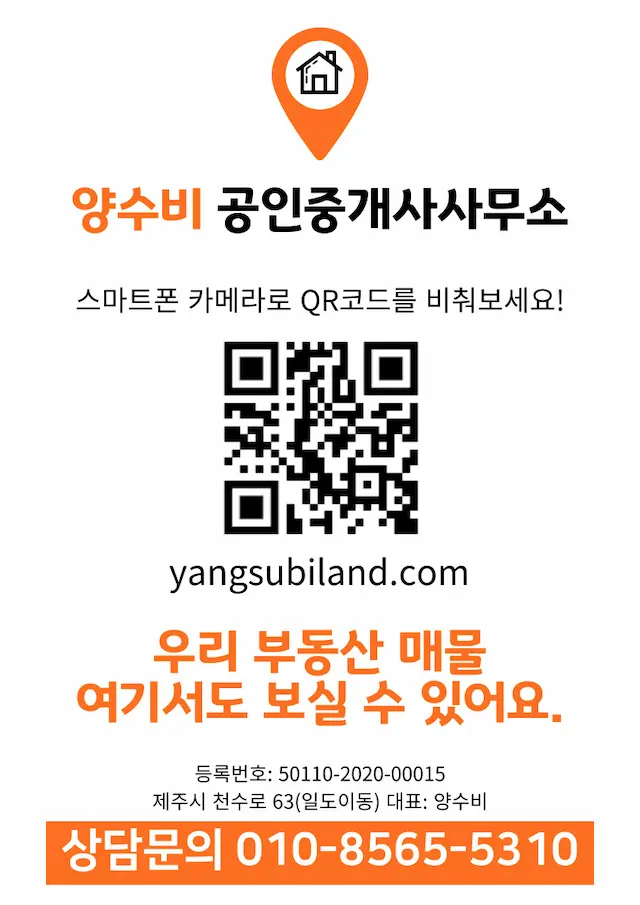 양수비 공인중개사사무소
스마트폰 카메라로 QR코드를 비춰보세요!
yangsubiland.com
우리 부동산 매물
여기서도 보실 수 있어요.
등록번호: 50110-2020-00015
제주시 천수로 63(일도이동) 대표: 양수비
상담문의 010-8565-5310